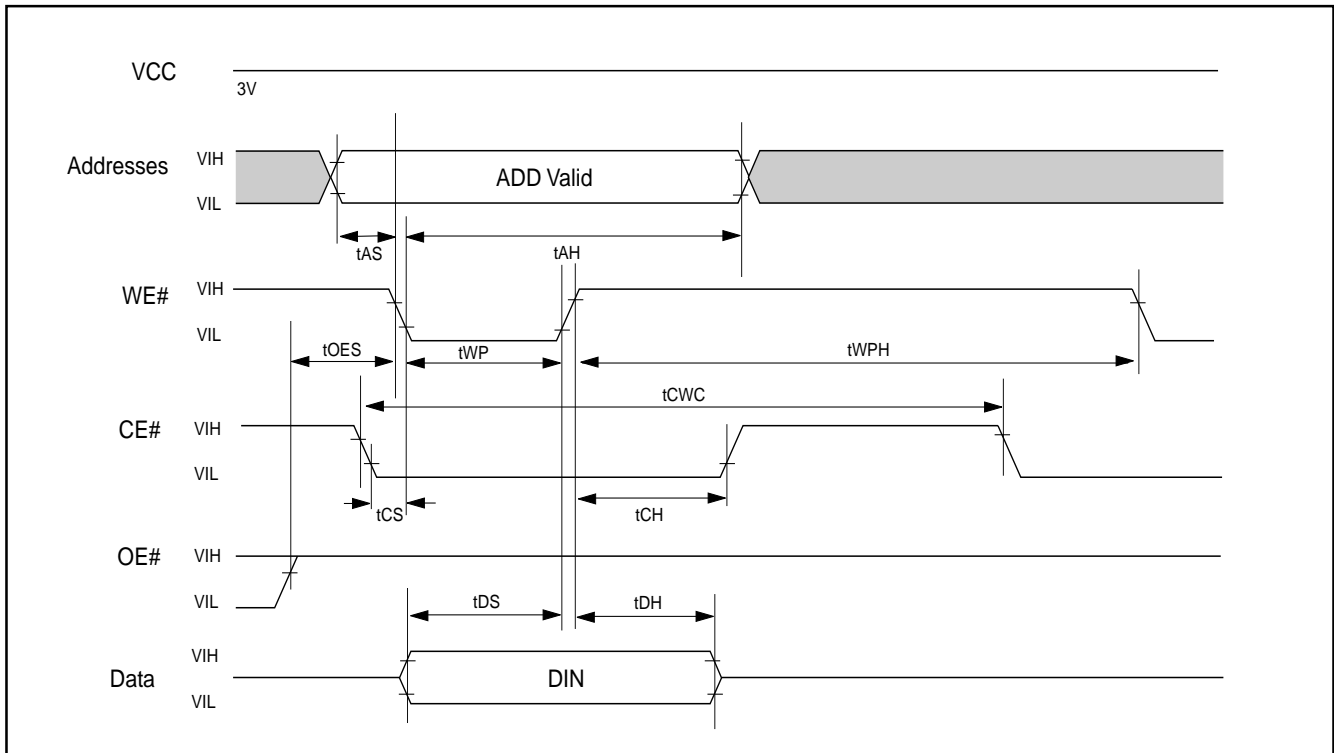 VCC
3V
Addresses
VIH
VIL
ADD Valid
tAS
tAH
WE#
VIH
VIL
tOES
tWP
tWPH
tCWC
CE#
VIH
VIL
tCS
tCH
OE#
VIH
VIL
tDS
tDH
Data
VIH
VIL
DIN